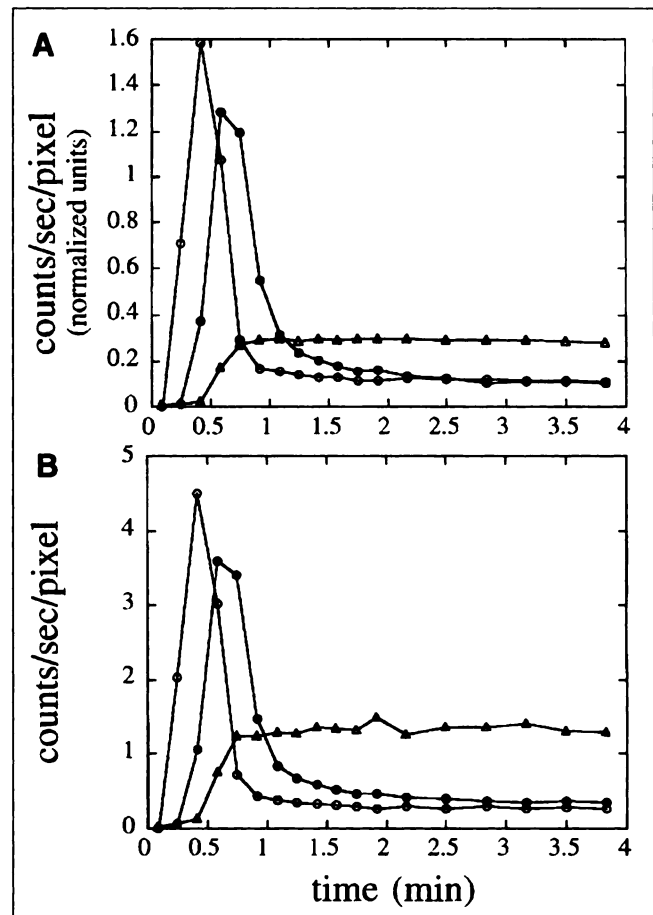 A
1.6
1.4
1.2
1
0.8
0.6
0.4
0.2
0
0 0.5 1 1.5 2 2.5 3 3.5 4
counts/sec/pixel
(normalized units)
B
5
4
3
2
1
0
0 0.5 1 1.5 2 2.5 3 3.5 4
counts/sec/pixel
time (min)